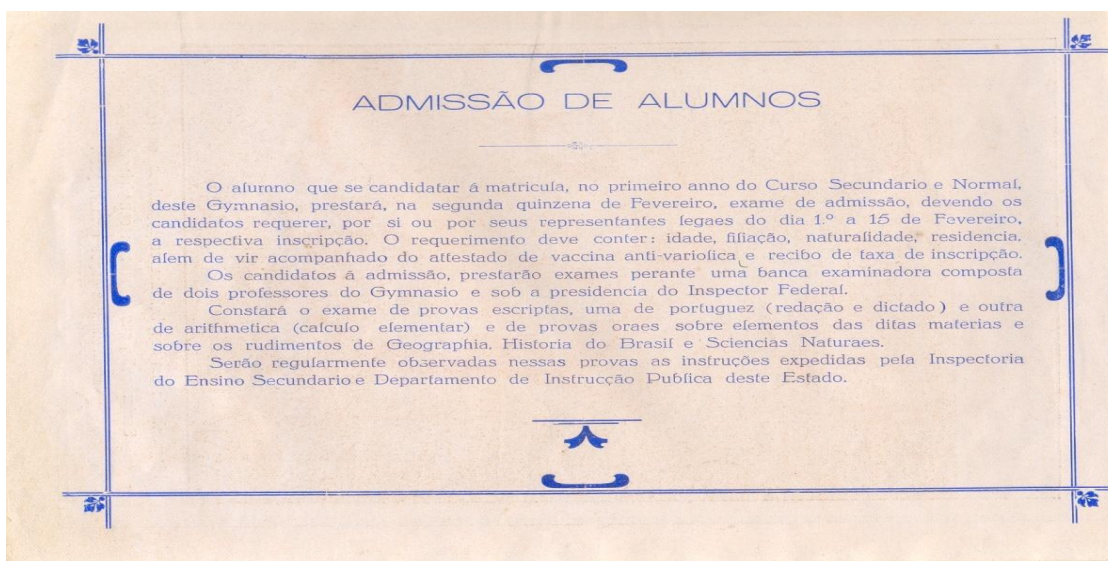 ADMISSÃO DE ALUMNOS
O alumno que se candidatar á matricula, no primeiro anno do Curso Secundario e Normal,
deste Gymnasio, prestará, na segunda quinzena de Fevereiro, exame de admissão, devendo os
candidatos requerer, por si ou por seus representantes legaes do dia 1.º a 15 de Fevereiro,
a respectiva inscripção. O requerimento deve conter: idade, filiação, naturalidade, residencia,
alem de vir acompanhado do attestado de vaccina anti-variolica e recibo de taxa de inscripção.
Os candidatos á admissão, prestarão exames perante uma banca examinadora composta
de dois professores do Gymnasio e sob a presidencia do Inspector Federal.
Constará o exame de provas escriptas, uma de portuguez (redação e dictado) e outra
de arithmetica (calculo elementar) e de provas oraes sobre elementos das ditas materias e
sobre os rudimentos de Geographia, Historia do Brasil e Sciencias Naturaes.
Serão regularmente observadas nessas provas as instruções expedidas pela Inspectoria
do Ensino Secundario e Departamento de Instrucção Publica deste Estado.